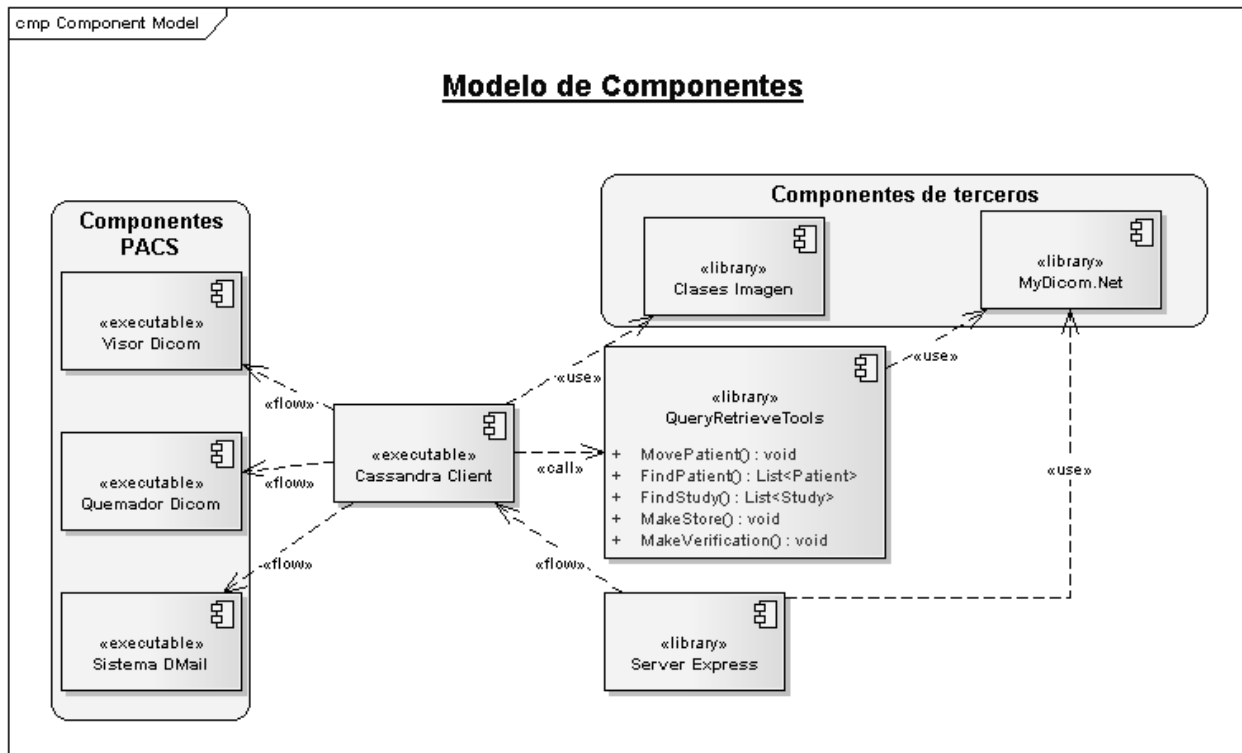 cmp Component Model
Modelo de Componentes
Componentes de terceros
«library»
Clases Imagen
«library»
MyDicom.Net
Componentes
PACS
«executable»
Visor Dicom
«executable»
Quemador Dicom
«executable»
Sistema DMail
«flow»
«flow»
«flow»
«executable»
Cassandra Client
«use»
«call»
«flow»
«library»
QueryRetrieveTools
+ MovePatient() : void
+ FindPatient() : List<Patient>
+ FindStudy() : List<Study>
+ MakeStore() : void
+ MakeVerification() : void
«use»
«use»
«library»
Server Express